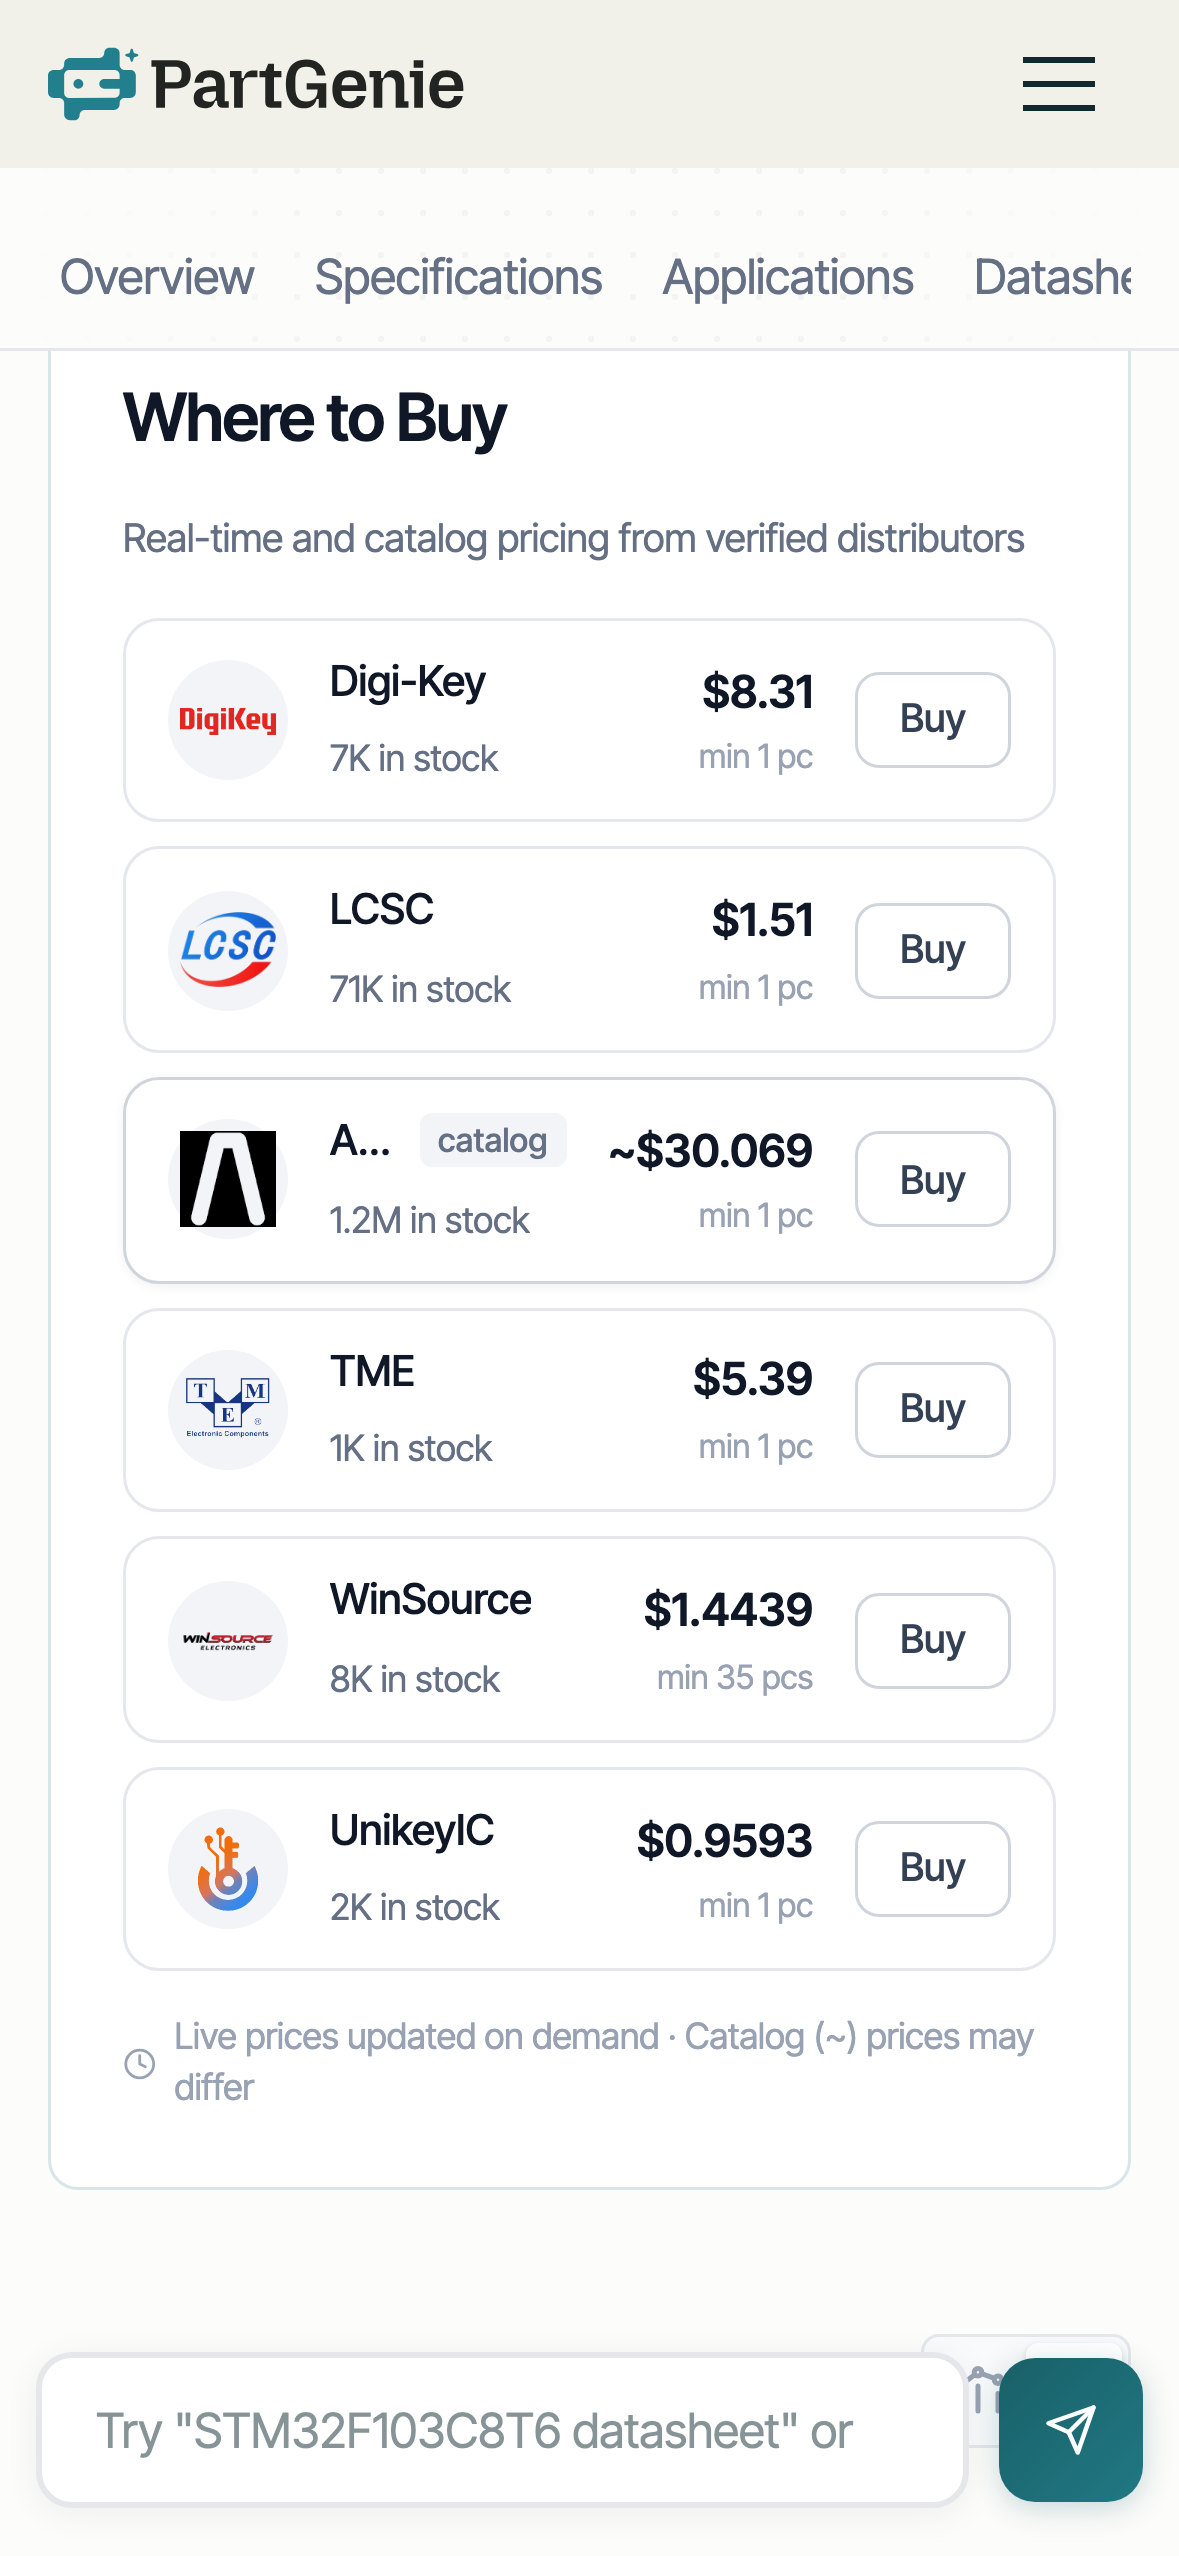 PartGenie
Overview Specifications Applications Datashe
Where to Buy
Real-time and catalog pricing from verified distributors
DigiKey
Digi-Key
7K in stock
$8.31
min 1 pc
Buy
LCSC
LCSC
71K in stock
$1.51
min 1 pc
Buy
A... catalog
1.2M in stock
~$30.069
min 1 pc
Buy
TME
Electronic Components
TME
1K in stock
$5.39
min 1 pc
Buy
WINSOURCE
ELECTRONICS
WinSource
8K in stock
$1.4439
min 35 pcs
Buy
UnikeyIC
2K in stock
$0.9593
min 1 pc
Buy
Live prices updated on demand · Catalog (~) prices may
differ
Try "STM32F103C8T6 datasheet" or